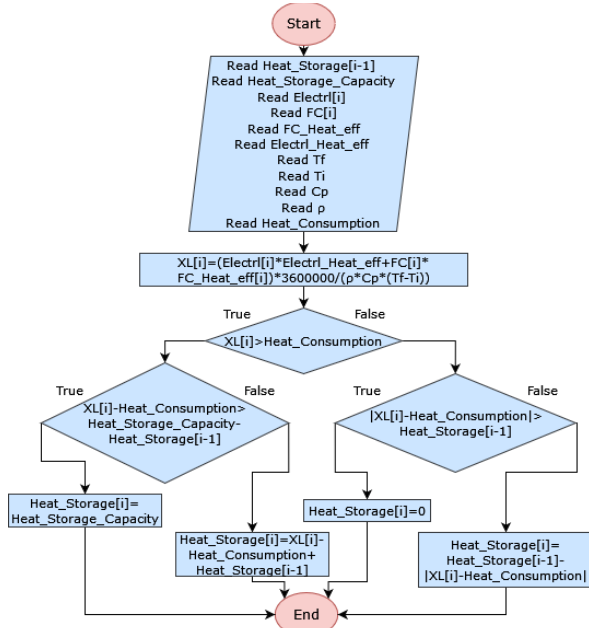 Start
Read Heat_Storage[i-1]
Read Heat_Storage_Capacity
Read Electrl[i]
Read FC[i]
Read FC_Heat_eff
Read Electrl_Heat_eff
Read Tf
Read Ti
Read Cp
Read ρ
Read Heat_Consumption
XL[i]=(Electrl[i]*Electrl_Heat_eff+FC[i]*
FC_Heat_eff[i])*3600000/(ρ*Cp*(Tf-Ti))
True
False
XL[i]>Heat_Consumption
True
False
XL[i]-Heat_Consumption>
Heat_Storage_Capacity-
Heat_Storage[i-1]
True
False
|XL[i]-Heat_Consumption|>
Heat_Storage[i-1]
Heat_Storage[i]=
Heat_Storage_Capacity
Heat_Storage[i]=XL[i]-
Heat_Consumption+
Heat_Storage[i-1]
Heat_Storage[i]=0
Heat_Storage[i]=
Heat_Storage[i-1]-
|XL[i]-Heat_Consumption|
End